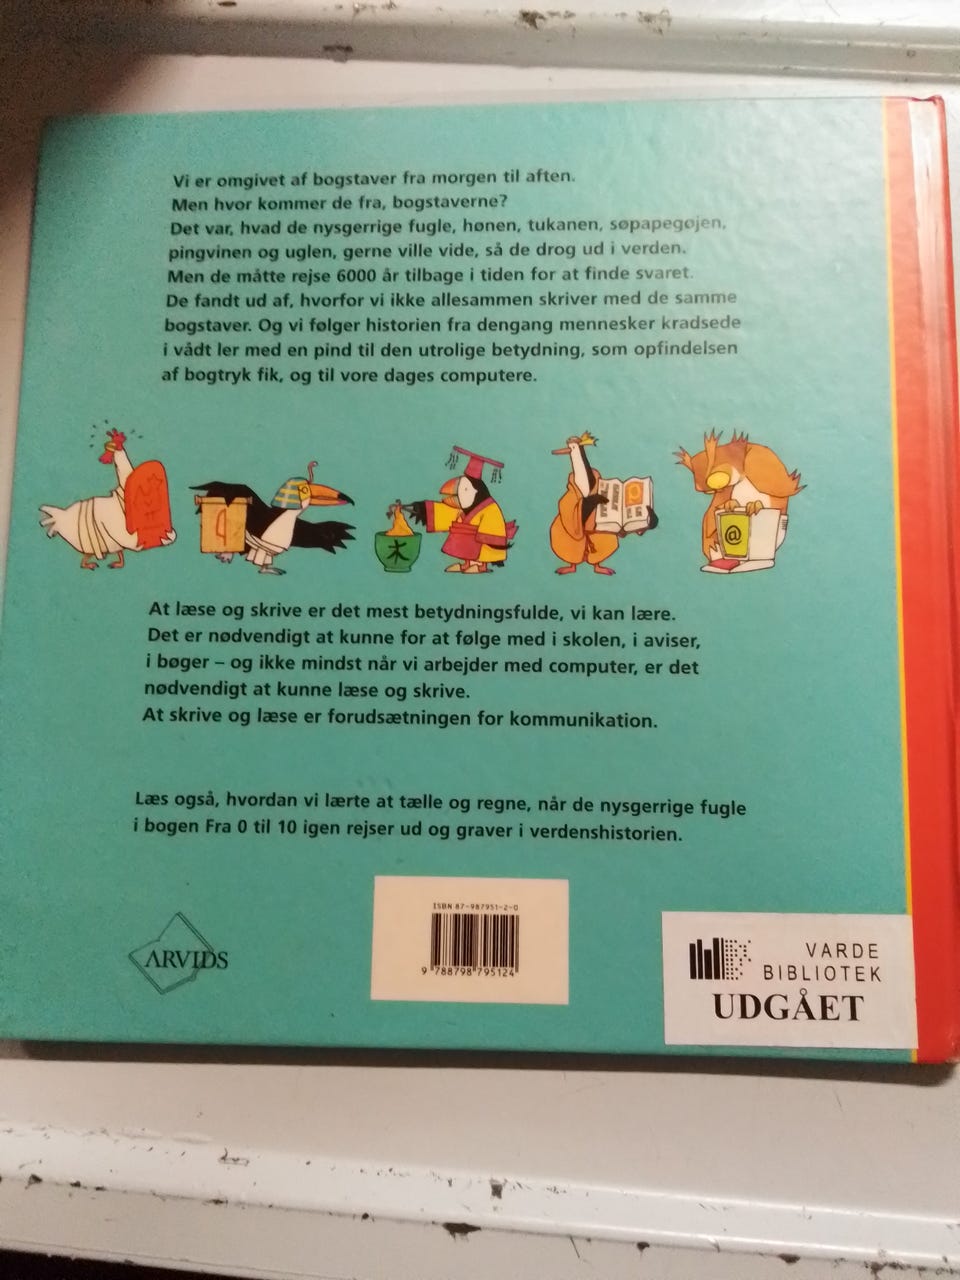 Vi er omgivet af bogstaver fra morgen til aften.
Men hvor kommer de fra, bogstaverne?
Det var, hvad de nysgerrige fugle, hønen, tukanen, søpapegøjen,
pingvinen og uglen, gerne ville vide, så de drog ud i verden.
Men de måtte rejse 6000 år tilbage i tiden for at finde svaret.
De fandt ud af, hvorfor vi ikke allesammen skriver med de samme
bogstaver. Og vi følger historien fra dengang mennesker kradsede
i vådt ler med en pind til den utrolige betydning, som opfindelsen
af bogtryk fik, og til vore dages computere.
木
@
At læse og skrive er det mest betydningsfulde, vi kan lære.
Det er nødvendigt at kunne for at følge med i skolen, i aviser,
i bøger – og ikke mindst når vi arbejder med computer, er det
nødvendigt at kunne læse og skrive.
At skrive og læse er forudsætningen for kommunikation.
Læs også, hvordan vi lærte at tælle og regne, når de nysgerrige fugle
i bogen Fra 0 til 10 igen rejser ud og graver i verdenshistorien.
ARVIDS
ISBN 87-987951-2-0
9 788798 795124
VARDE
BIBLIOTEK
UDGÅET